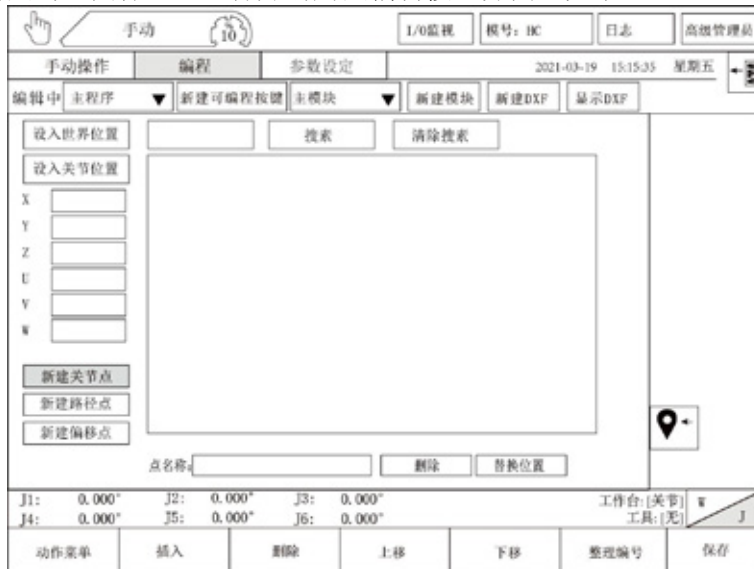 手动 10 I/O监视 模号: HC 日志 高级管理员
手动操作 编程 参数设定 2021-03-19 15:15:35 星期五
编辑中 主程序 新建可编程按键 主模块 新建模块 新建DXF 显示DXF
设入世界位置 搜索 清除搜索
设入关节位置
X
Y
Z
U
V
W
新建关节点
新建路径点
新建偏移点
点名称: 删除 替换位置
J1: 0.000° J2: 0.000° J3: 0.000° 工作台:[关节] W
J4: 0.000° J5: 0.000° J6: 0.000° 工具:[无] J
动作菜单 插入 删除 上移 下移 整理编号 保存